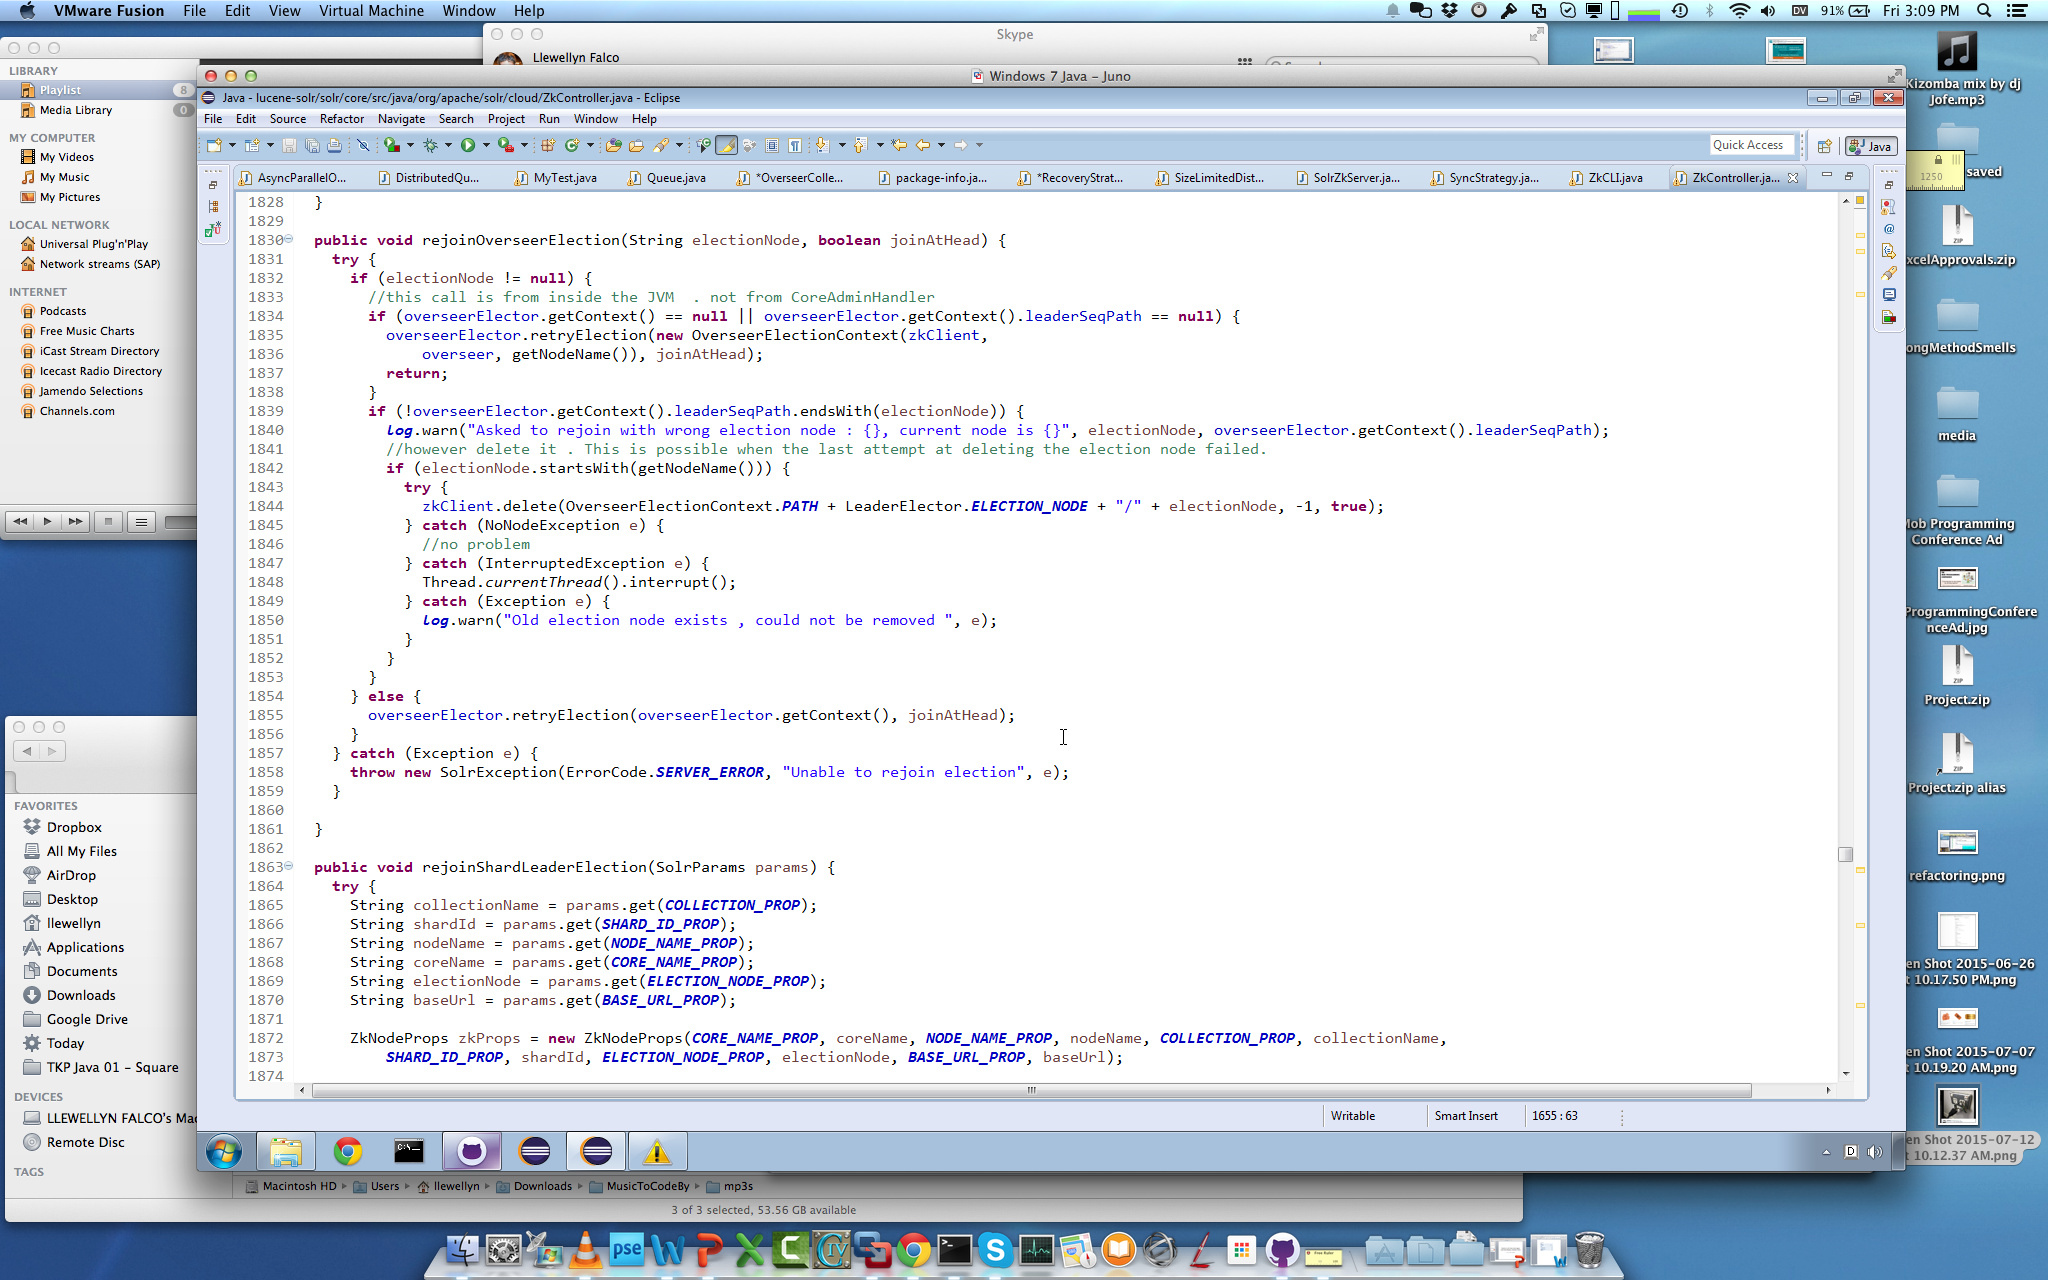 VMware Fusion File Edit View Virtual Machine Window Help
DV 91% Fri 3:09 PM
Skype
Llewellyn Falco
LIBRARY
Playlist 8
Media Library 0
MY COMPUTER
My Videos
My Music
My Pictures
LOCAL NETWORK
Universal Plug'n'Play
Network streams (SAP)
INTERNET
Podcasts
Free Music Charts
iCast Stream Directory
Icecast Radio Directory
Jamendo Selections
Channels.com
Windows 7 Java – Juno
Java - lucene-solr/solr/core/src/java/org/apache/solr/cloud/ZkController.java - Eclipse
File Edit Source Refactor Navigate Search Project Run Window Help
Quick Access Java
AsyncParallelO... DistributedQu... MyTest.java Queue.java *OverseerColle... package-info.ja... *RecoveryStrat... SizeLimitedDist... SolrZkServer.ja... SyncStrategy.ja... ZkCLI.java ZkController.ja...
1828 }
1829
1830 public void rejoinOverseerElection(String electionNode, boolean joinAtHead) {
1831 try {
1832 if (electionNode != null) {
1833 //this call is from inside the JVM  . not from CoreAdminHandler
1834 if (overseerElector.getContext() == null || overseerElector.getContext().leaderSeqPath == null) {
1835 overseerElector.retryElection(new OverseerElectionContext(zkClient,
1836 overseer, getNodeName()), joinAtHead);
1837 return;
1838 }
1839 if (!overseerElector.getContext().leaderSeqPath.endsWith(electionNode)) {
1840 log.warn("Asked to rejoin with wrong election node : {}, current node is {}", electionNode, overseerElector.getContext().leaderSeqPath);
1841 //however delete it . This is possible when the last attempt at deleting the election node failed.
1842 if (electionNode.startsWith(getNodeName())) {
1843 try {
1844 zkClient.delete(OverseerElectionContext.PATH + LeaderElector.ELECTION_NODE + "/" + electionNode, -1, true);
1845 } catch (NoNodeException e) {
1846 //no problem
1847 } catch (InterruptedException e) {
1848 Thread.currentThread().interrupt();
1849 } catch (Exception e) {
1850 log.warn("Old election node exists , could not be removed ", e);
1851 }
1852 }
1853 }
1854 } else {
1855 overseerElector.retryElection(overseerElector.getContext(), joinAtHead);
1856 }
1857 } catch (Exception e) {
1858 throw new SolrException(ErrorCode.SERVER_ERROR, "Unable to rejoin election", e);
1859 }
1860
1861 }
1862
1863 public void rejoinShardLeaderElection(SolrParams params) {
1864 try {
1865 String collectionName = params.get(COLLECTION_PROP);
1866 String shardId = params.get(SHARD_ID_PROP);
1867 String nodeName = params.get(NODE_NAME_PROP);
1868 String coreName = params.get(CORE_NAME_PROP);
1869 String electionNode = params.get(ELECTION_NODE_PROP);
1870 String baseUrl = params.get(BASE_URL_PROP);
1871
1872 ZkNodeProps zkProps = new ZkNodeProps(CORE_NAME_PROP, coreName, NODE_NAME_PROP, nodeName, COLLECTION_PROP, collectionName,
1873 SHARD_ID_PROP, shardId, ELECTION_NODE_PROP, electionNode, BASE_URL_PROP, baseUrl);
1874
Writable Smart Insert 1655 : 63
FAVORITES
Dropbox
All My Files
AirDrop
Desktop
llewellyn
Applications
Documents
Downloads
Google Drive
Today
TKP Java 01 – Square
DEVICES
LLEWELLYN FALCO's Mac
Remote Disc
TAGS
Macintosh HD Users llewellyn Downloads MusicToCodeBy mp3s
3 of 3 selected, 53.56 GB available
Kizomba mix by dj
Jofe.mp3
1250
saved
ZIP
xcelApprovals.zip
ongMethodSmells
media
Mob Programming
Conference Ad
ProgrammingConfere
nceAd.jpg
ZIP
Project.zip
ZIP
Project.zip alias
refactoring.png
en Shot 2015-06-26
t 10.17.50 PM.png
en Shot 2015-07-07
t 10.19.20 AM.png
en Shot 2015-07-12
t 10.12.37 AM.png
D
pse